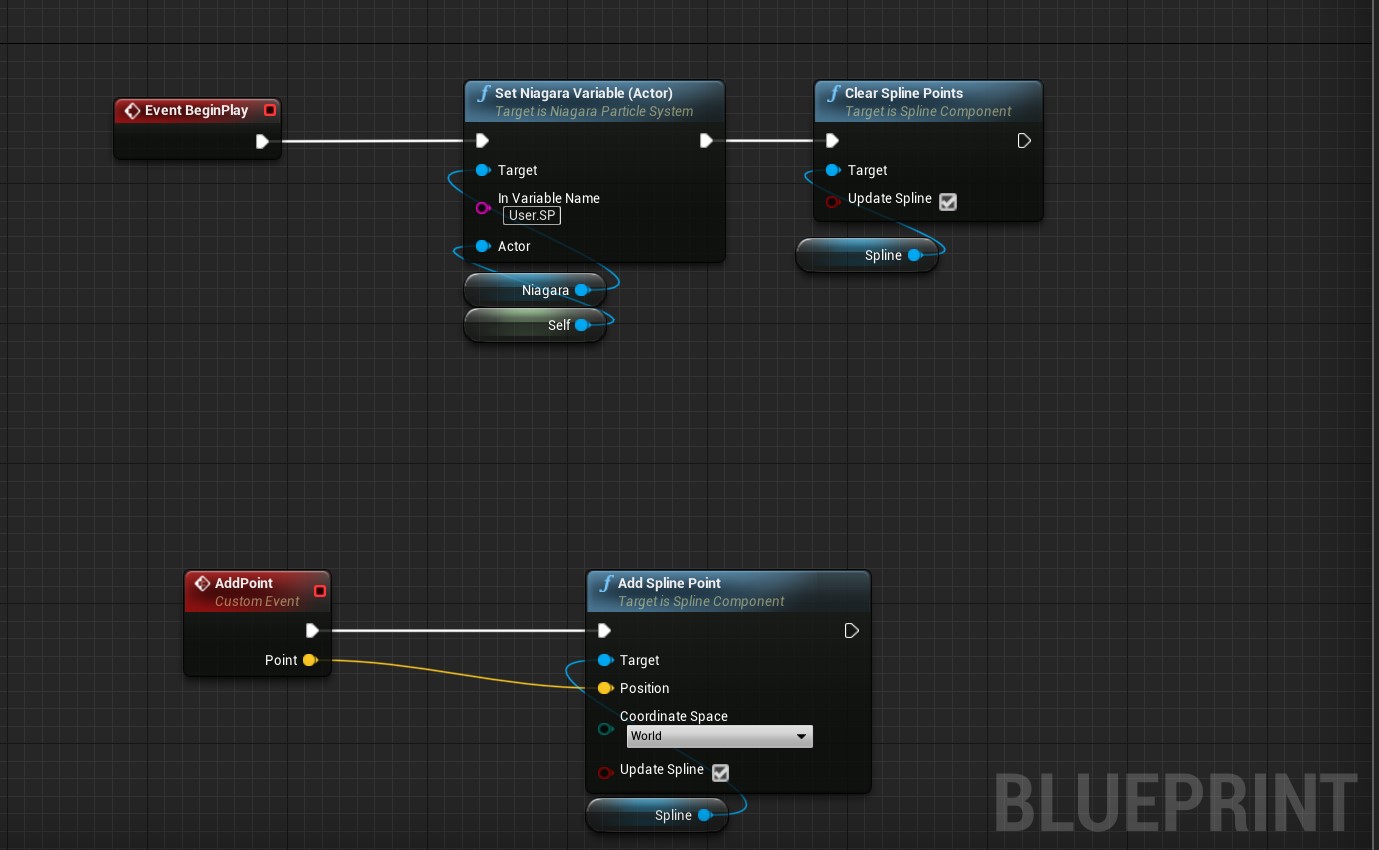 Event BeginPlay
Set Niagara Variable (Actor)
Target is Niagara Particle System
Target
In Variable Name
User.SP
Actor
Niagara
Self
Clear Spline Points
Target is Spline Component
Target
Update Spline
Spline
AddPoint
Custom Event
Point
Add Spline Point
Target is Spline Component
Target
Position
Coordinate Space
World
Update Spline
Spline
BLUEPRINT